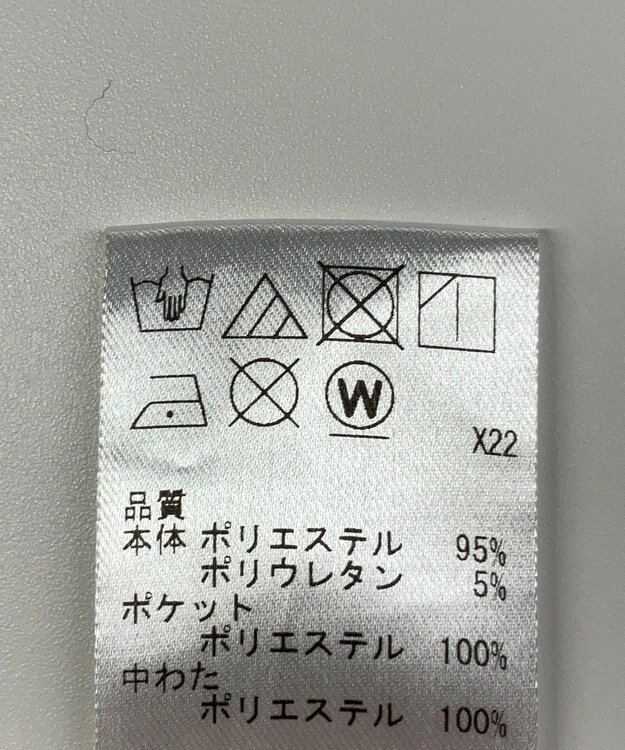 W
X22
品質
本体 ポリエステル 95%
ポリウレタン 5%
ポケット
ポリエステル 100%
中わた
ポリエステル 100%